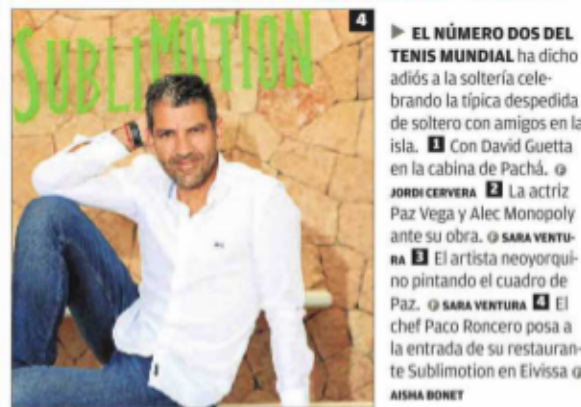 SUBLIMOTION
4
▶ EL NÚMERO DOS DEL
TENIS MUNDIAL ha dicho
adiós a la soltería cele-
brando la típica despedida
de soltero con amigos en la
isla. 1 Con David Guetta
en la cabina de Pachá.
JORDI CERVERA 2 La actriz
Paz Vega y Alec Monopoly
ante su obra. SARA VENTU-
RA 3 El artista neoyorqui-
no pintando el cuadro de
Paz. SARA VENTURA 4 El
chef Paco Roncero posa a
la entrada de su restauran-
te Sublimotion en Eivissa
AISHA BONET